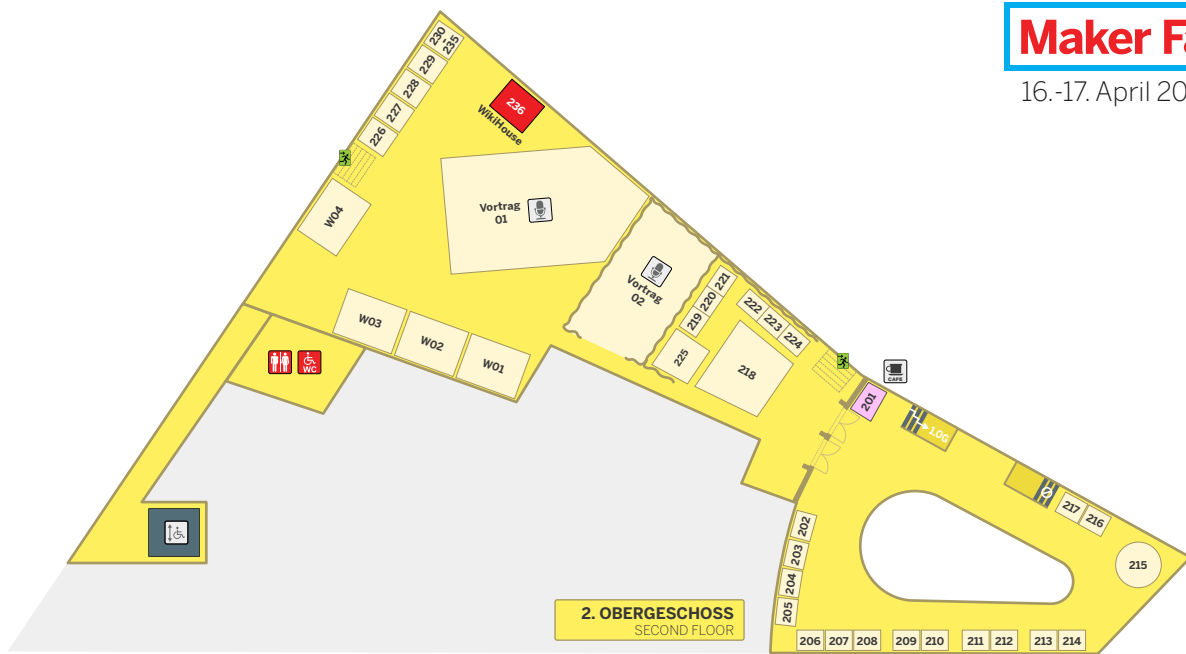 Maker Fa
16.-17. April 20
230
-
235
229
228
227
226
236
WikiHouse
W04
Vortrag
01
Vortrag
02
221
220
219
222
223
224
225
218
W03
W02
W01
WC
CAFE
201
1.OG
217
216
215
202
203
204
205
206 207 208 209 210 211 212 213 214
2. OBERGESCHOSS
SECOND FLOOR